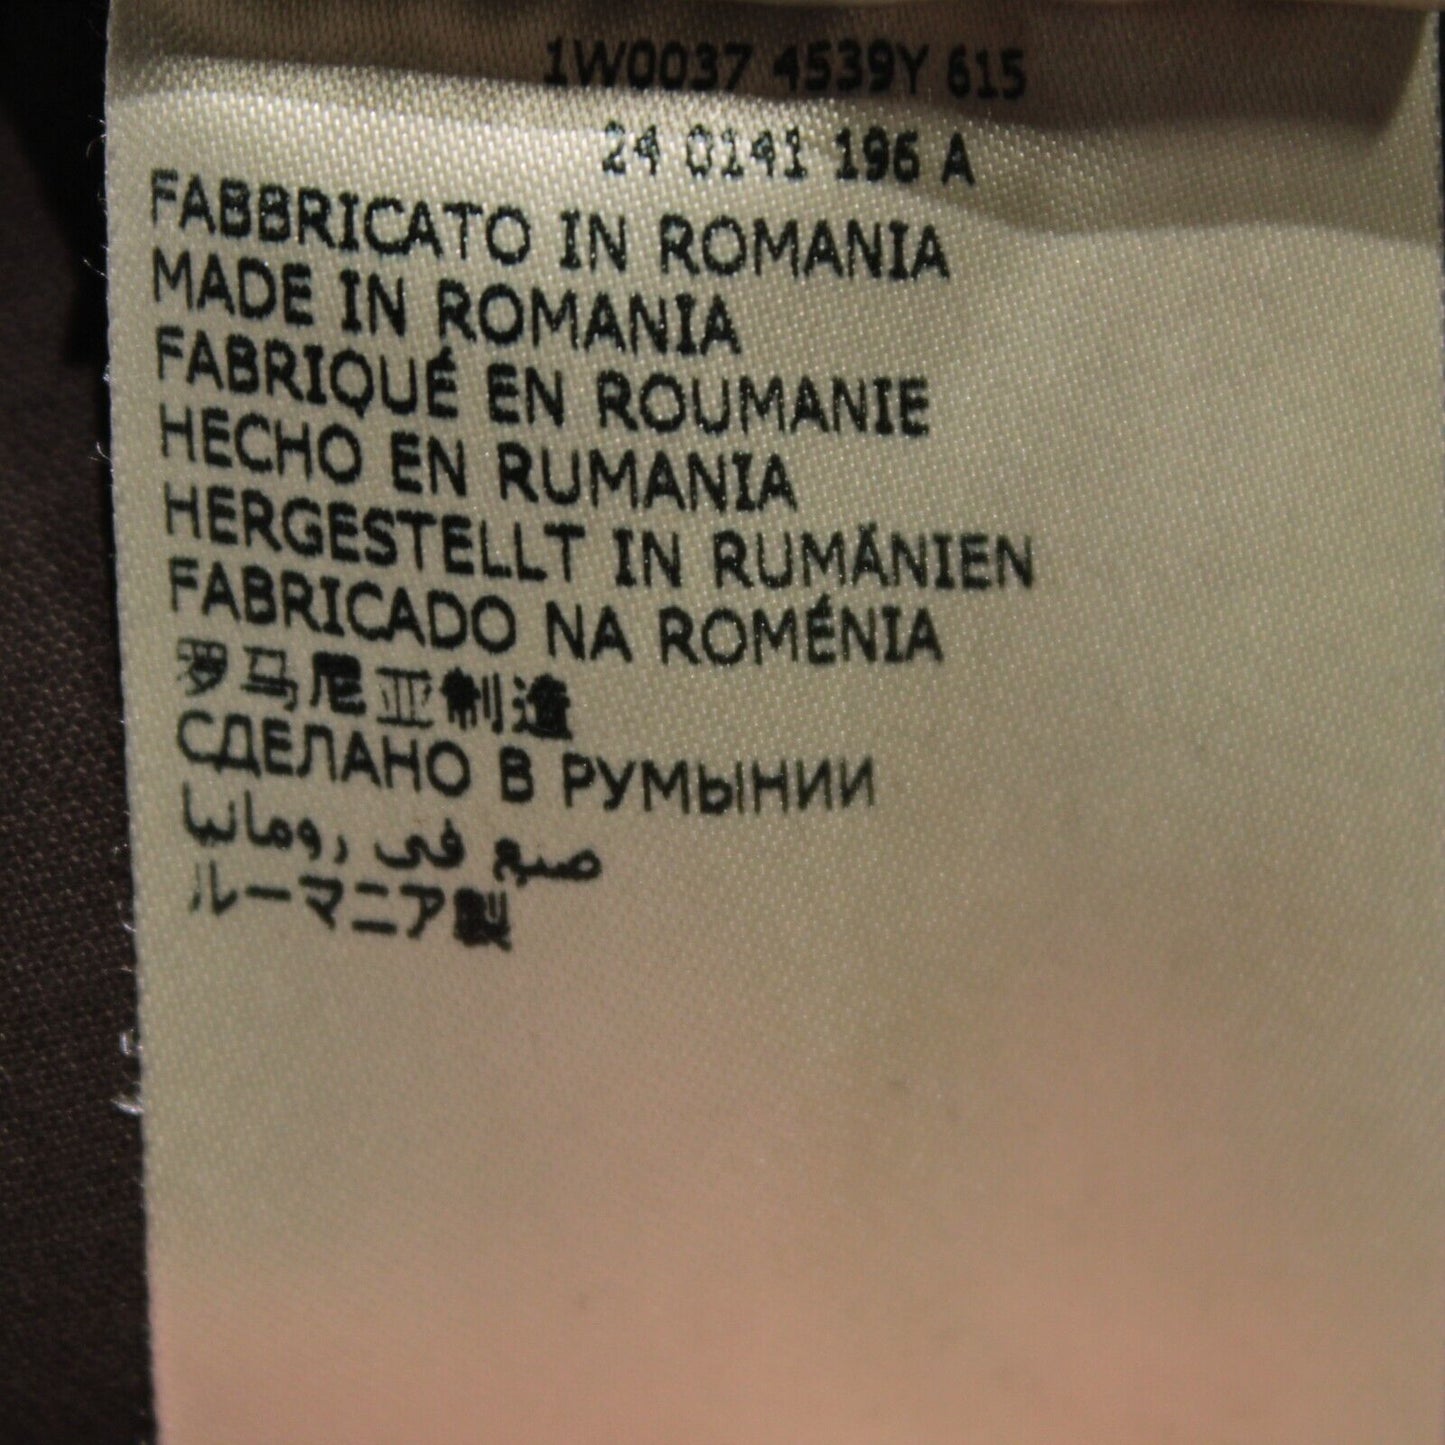 1W0037 4539Y 615
24 0141 196 A
FABBRICATO IN ROMANIA
MADE IN ROMANIA
FABRIQUÉ EN ROUMANIE
HECHO EN RUMANIA
HERGESTELLT IN RUMÄNIEN
FABRICADO NA ROMÉNIA
罗马尼亚制造
СДЕЛАНО В РУМЫНИИ
صنع في رومانيا
ルーマニア製